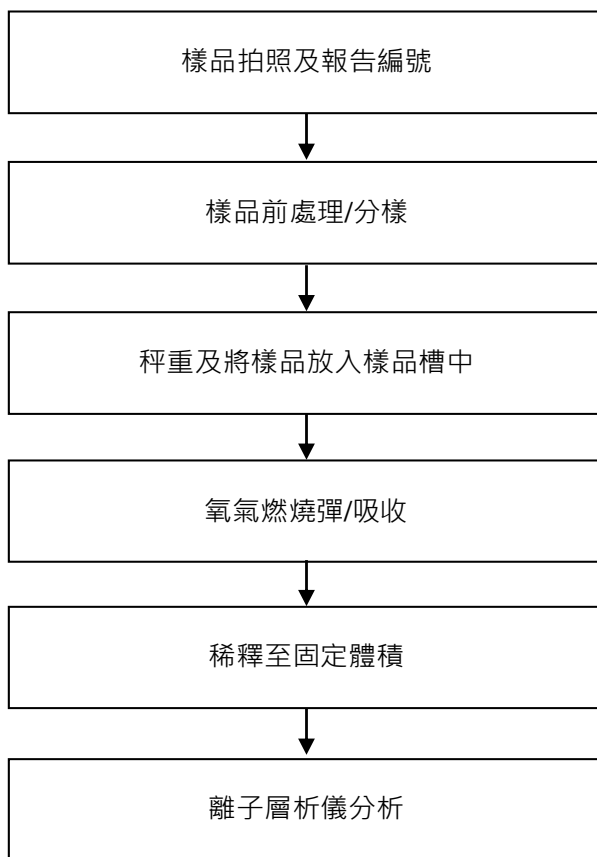 樣品拍照及報告編號
樣品前處理/分樣
秤重及將樣品放入樣品槽中
氧氣燃燒彈/吸收
稀釋至固定體積
離子層析儀分析